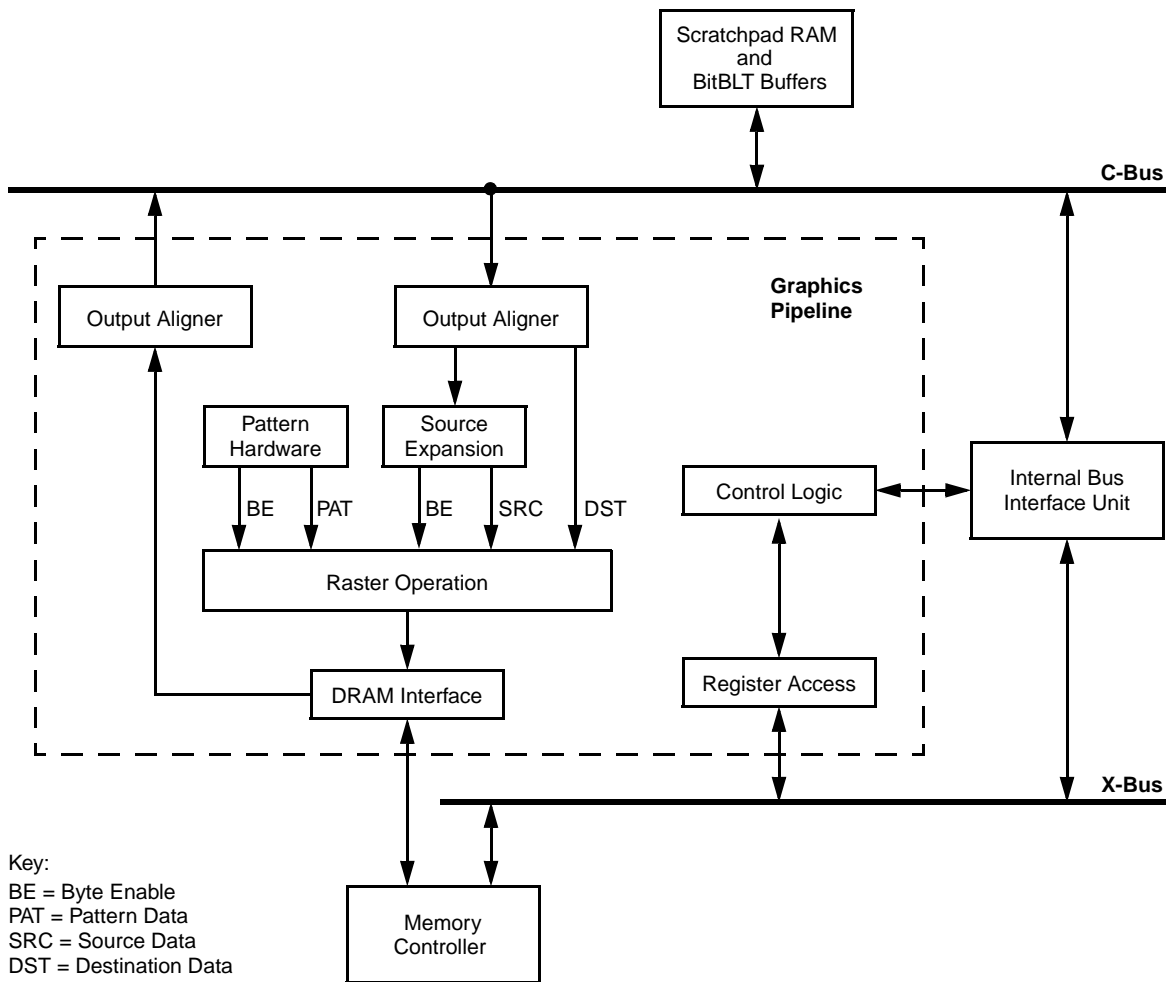 Scratchpad RAM
and
BitBLT Buffers
C-Bus
Graphics
Pipeline
Output Aligner
Output Aligner
Pattern
Hardware
Source
Expansion
Control Logic
Internal Bus
Interface Unit
BE
PAT
BE
SRC
DST
Raster Operation
Register Access
DRAM Interface
X-Bus
Key:
BE = Byte Enable
PAT = Pattern Data
SRC = Source Data
DST = Destination Data
Memory
Controller